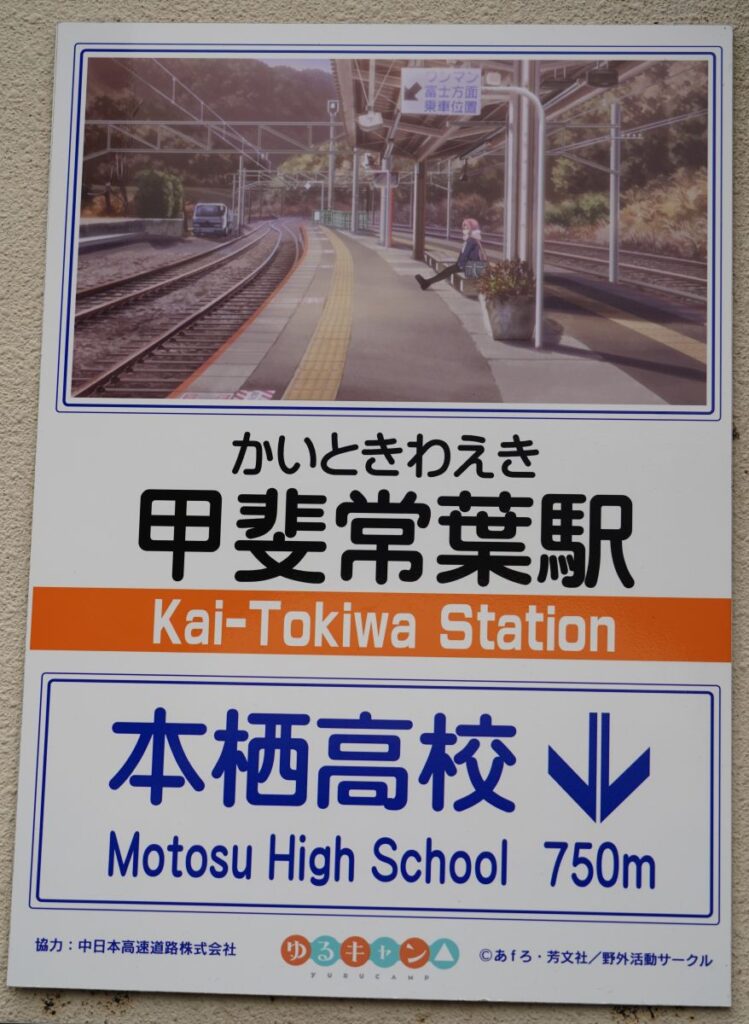 ワンマン
富士方面
乗車位置
かいときわえき
甲斐常葉駅
Kai-Tokiwa Station
本栖高校
Motosu High School 750m
協力：中日本高速道路株式会社
ゆるキャン△
YURUCAMP
©あfろ・芳文社／野外活動サークル